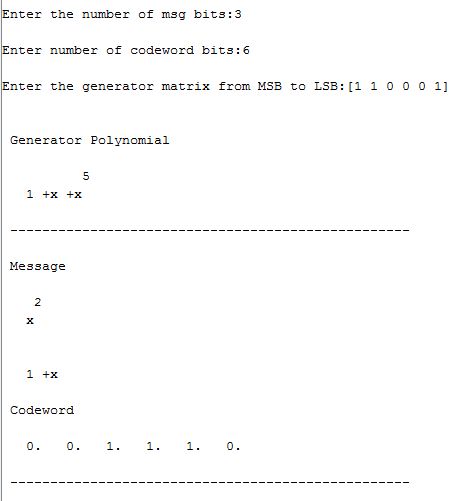 Enter the number of msg bits:3
Enter number of codeword bits:6
Enter the generator matrix from MSB to LSB:[1 1 0 0 0 1]
Generator Polynomial
5
1 +x +x
--------------------------------------------------
Message
2
x
1 +x
Codeword
0. 0. 1. 1. 1. 0.
--------------------------------------------------